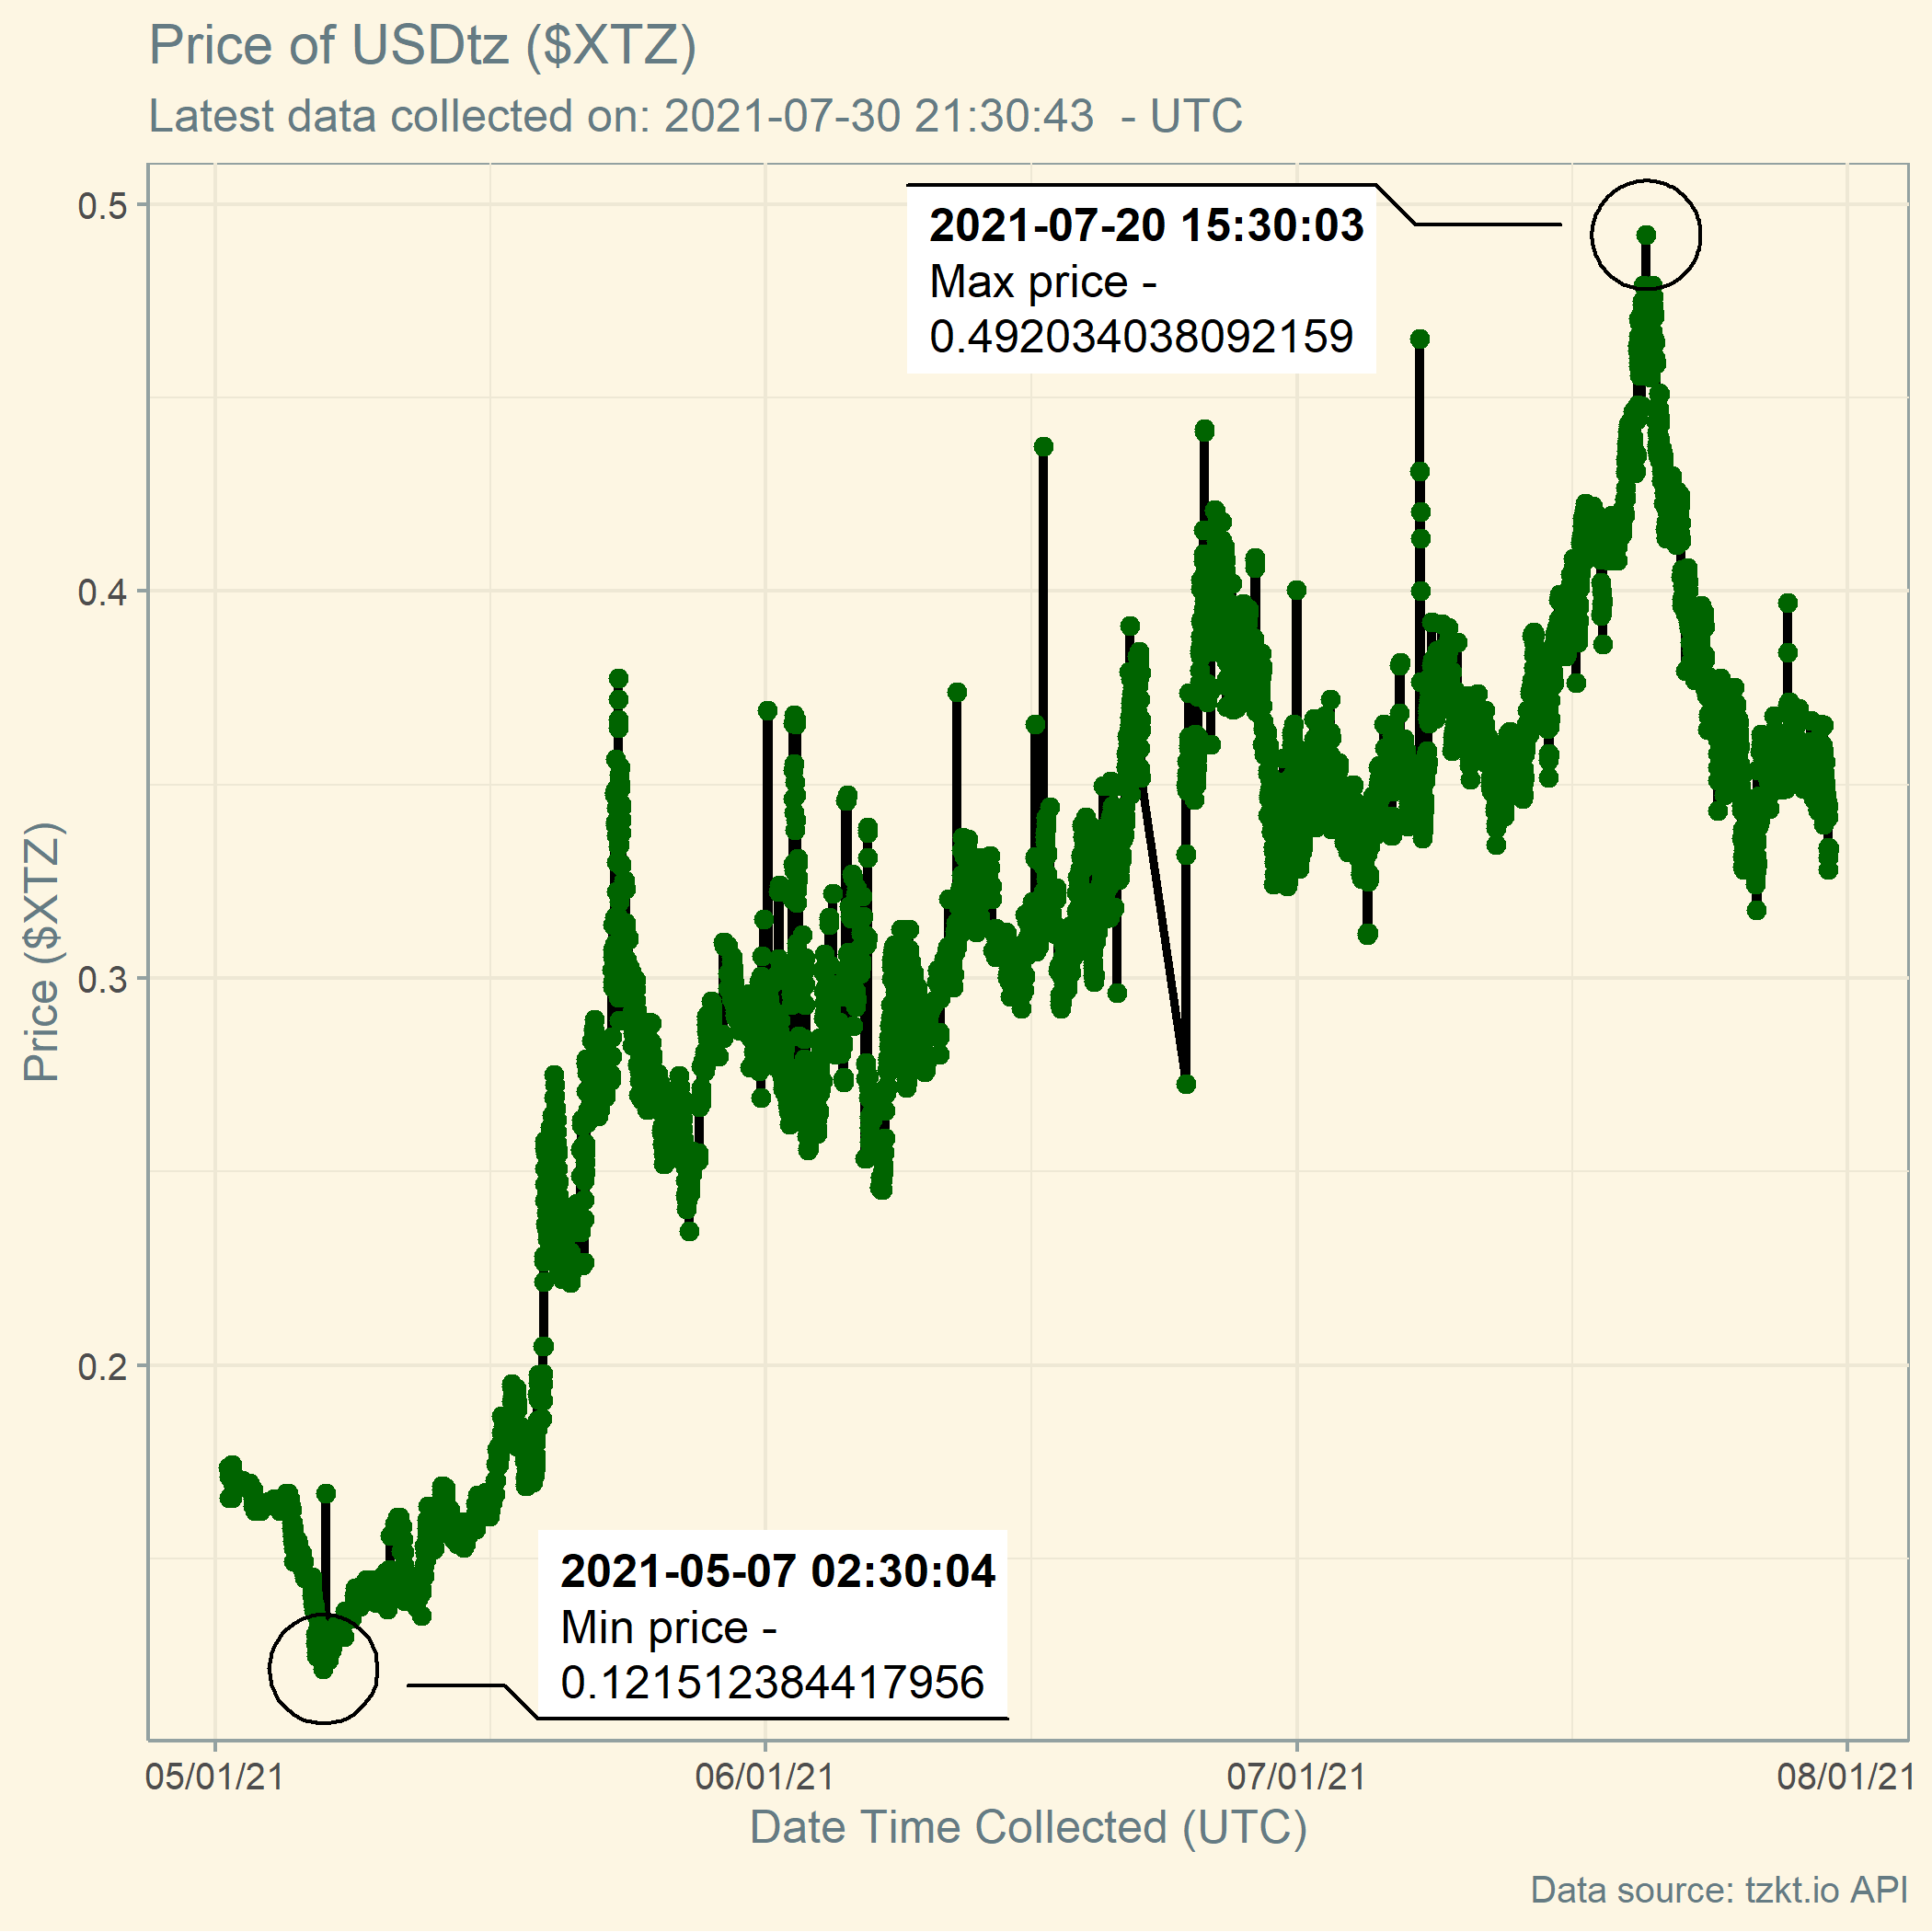 Price of USDtz ($XTZ)
Latest data collected on: 2021-07-30 21:30:43  - UTC
0.5
0.4
0.3
0.2
Price ($XTZ)
2021-07-20 15:30:03
Max price -
0.492034038092159
2021-05-07 02:30:04
Min price -
0.121512384417956
05/01/21
06/01/21
07/01/21
08/01/21
Date Time Collected (UTC)
Data source: tzkt.io API